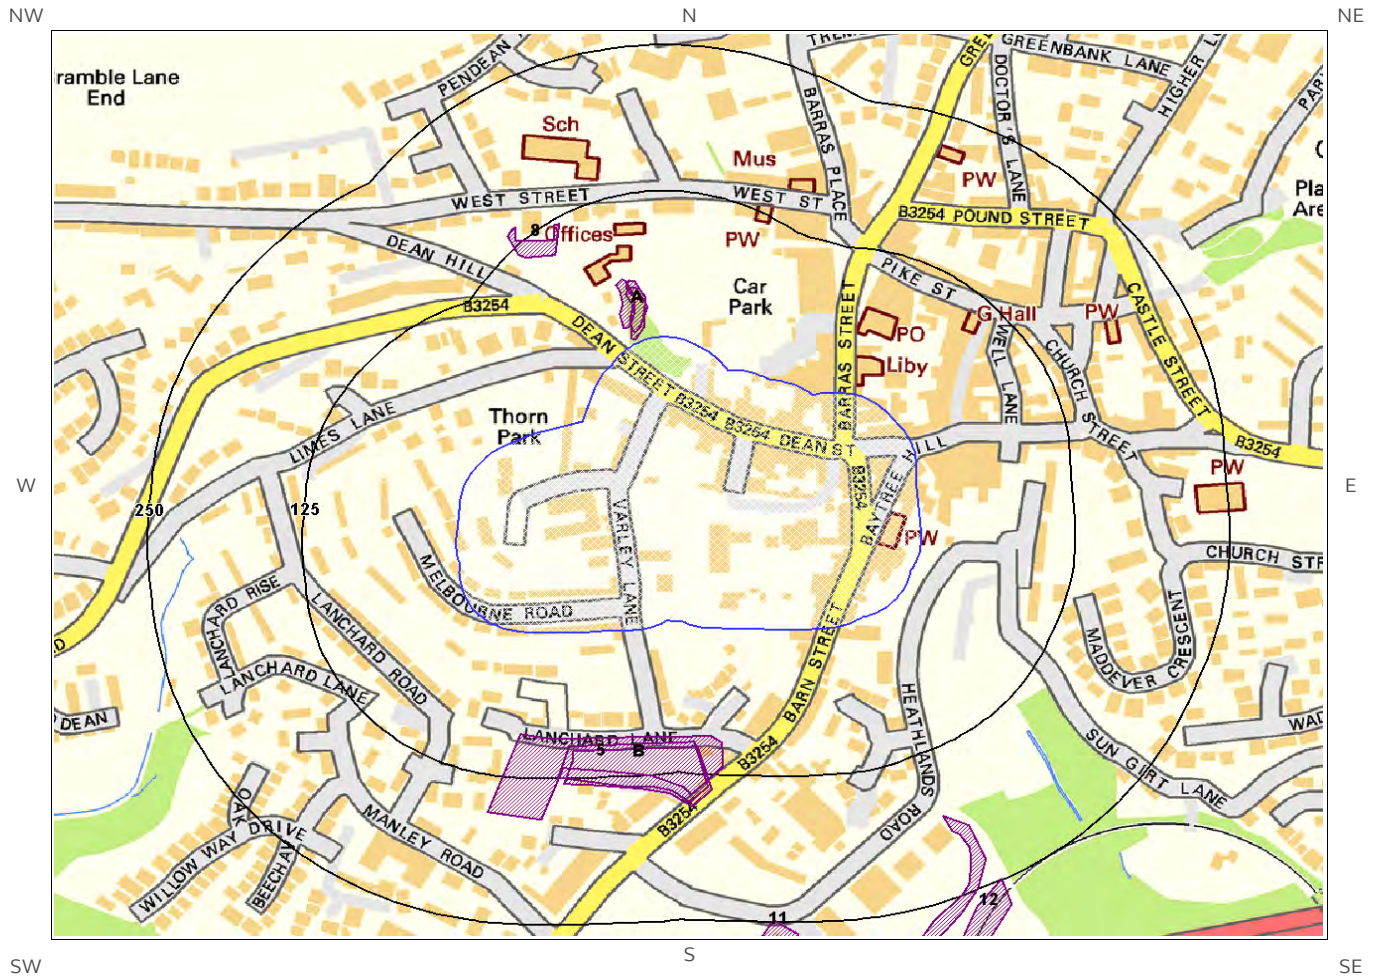 NW
N
NE
ramble Lane
End
PENDEAN
TREM
GREE
GREENBANK LANE
HIGHER L
PAR
DOCTOR'S LANE
BARRAS PLACE
Sch
Mus
PW
WEST STREET
WEST ST
B3254 POUND STREET
Pla
Are
8
Offices
PW
DEAN HILL
A
Car
Park
PIKE ST
B3254
G Hall
PW
CASTLE STREET
PO
DEAN STREET
BARRAS STREET
Liby
WELL LANE
CHURCH STREET
B3254
B3254
DEAN ST
Thorn
Park
LIMES LANE
HILL
B3254
PW
W
E
250
125
B3254
BAYTREE
PW
VARLEY LANE
MELBOURNE ROAD
CHURCH STR
LANCHARD RISE
LANCHARD ROAD
MADDEVER CRESCENT
BARN STREET
LANCHARD LANE
HEATHLANDS ROAD
DEAN
WAD
LANCHARD LANE
5
B
B3254
SUN GIRT LANE
OAK
WILLOW WAY DRIVE
MANLEY ROAD
BEECHAV
B3254
12
11
SW
S
SE